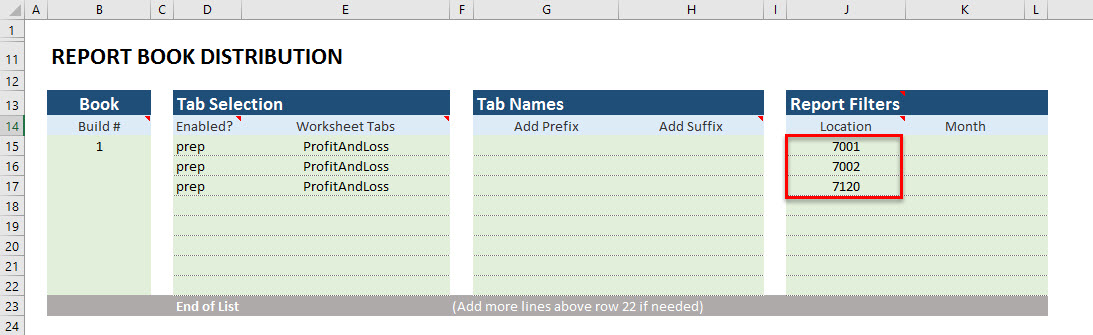 A B C D E F G H I J K L
1
11 REPORT BOOK DISTRIBUTION
12
13 Book Tab Selection Tab Names Report Filters
14 Build # Enabled? Worksheet Tabs Add Prefix Add Suffix Location Month
15 1 prep ProfitAndLoss 7001
16 prep ProfitAndLoss 7002
17 prep ProfitAndLoss 7120
18
19
20
21
22
23 End of List (Add more lines above row 22 if needed)
24